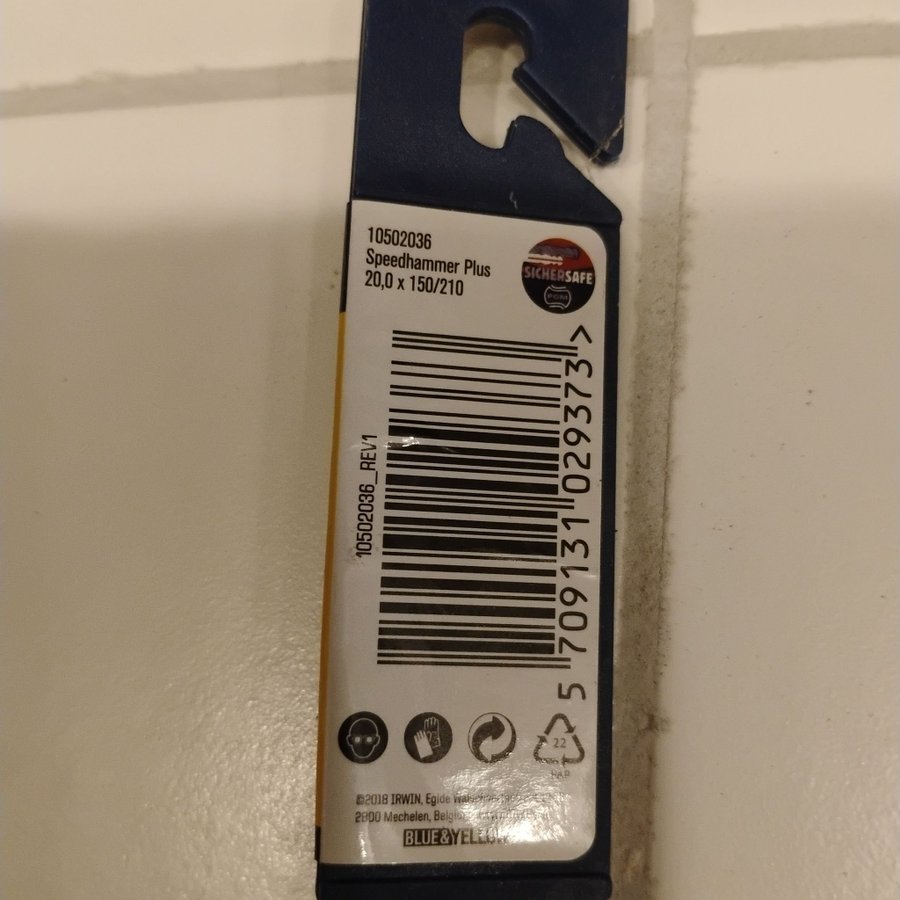 10502036
Speedhammer Plus
20,0 x 150/210
SICHERSAFE
PGM
10502036_REV1
5 709131 029373 >
22
PAP
©2018 IRWIN, Egide
2800 Mechelen,
BLUE&YELLOW